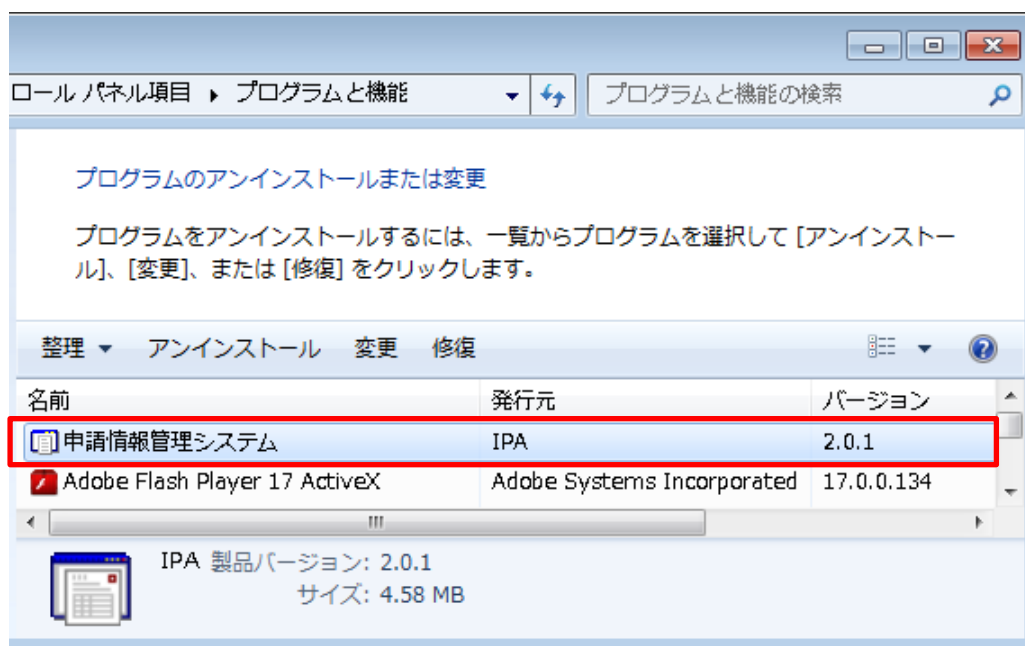 ロール パネル項目 ▸ プログラムと機能
プログラムと機能の検索
プログラムのアンインストールまたは変更
プログラムをアンインストールするには、一覧からプログラムを選択して [アンインストー
ル]、[変更]、または [修復] をクリックします。
整理 アンインストール 変更 修復
名前 発行元 バージョン
申請情報管理システム IPA 2.0.1
Adobe Flash Player 17 ActiveX Adobe Systems Incorporated 17.0.0.134
IPA 製品バージョン: 2.0.1
サイズ: 4.58 MB